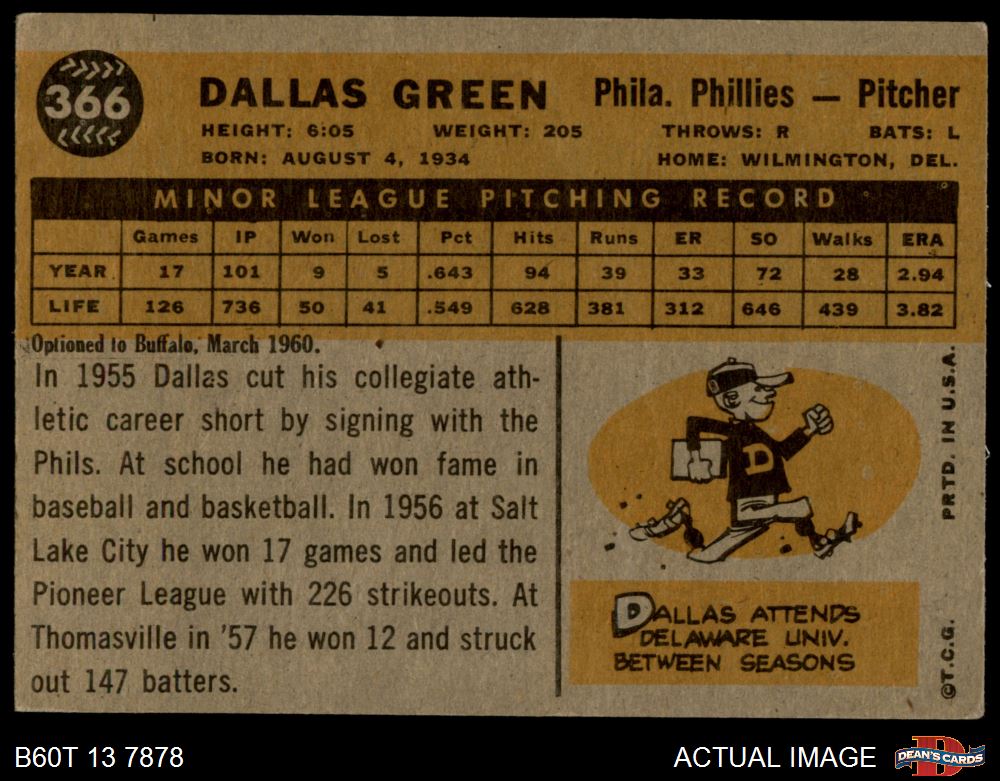 366
DALLAS GREEN Phila. Phillies — Pitcher
HEIGHT: 6:05 WEIGHT: 205 THROWS: R BATS: L
BORN: AUGUST 4, 1934 HOME: WILMINGTON, DEL.
MINOR LEAGUE PITCHING RECORD
Games IP Won Lost Pct Hits Runs ER SO Walks ERA
YEAR 17 101 9 5 .643 94 39 33 72 28 2.94
LIFE 126 736 50 41 .549 628 381 312 646 439 3.82
Optioned to Buffalo, March 1960.
In 1955 Dallas cut his collegiate ath-
letic career short by signing with the
Phils. At school he had won fame in
baseball and basketball. In 1956 at Salt
Lake City he won 17 games and led the
Pioneer League with 226 strikeouts. At
Thomasville in '57 he won 12 and struck
out 147 batters.
D
DALLAS ATTENDS
DELAWARE UNIV.
BETWEEN SEASONS
©T.C.G. PRTD. IN U.S.A.
B60T 13 7878 ACTUAL IMAGE
D
DEAN'S CARDS